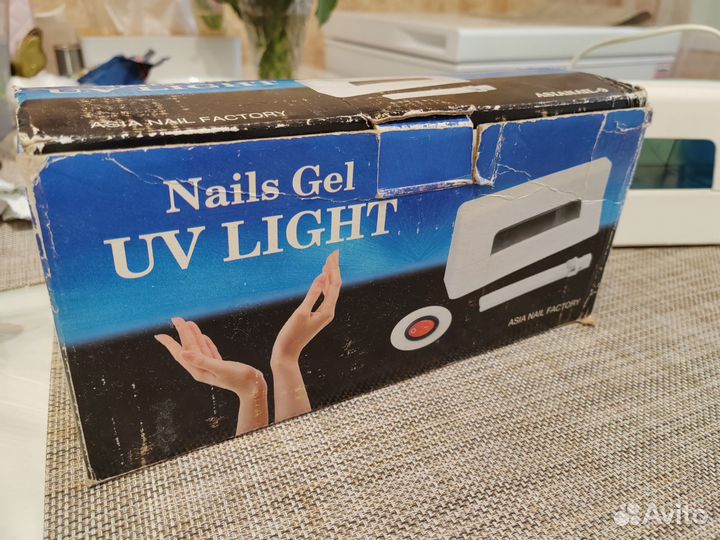 ASIA NAIL FACTORY
Nails Gel
UV LIGHT
ASIA NAIL FACTORY
Avito